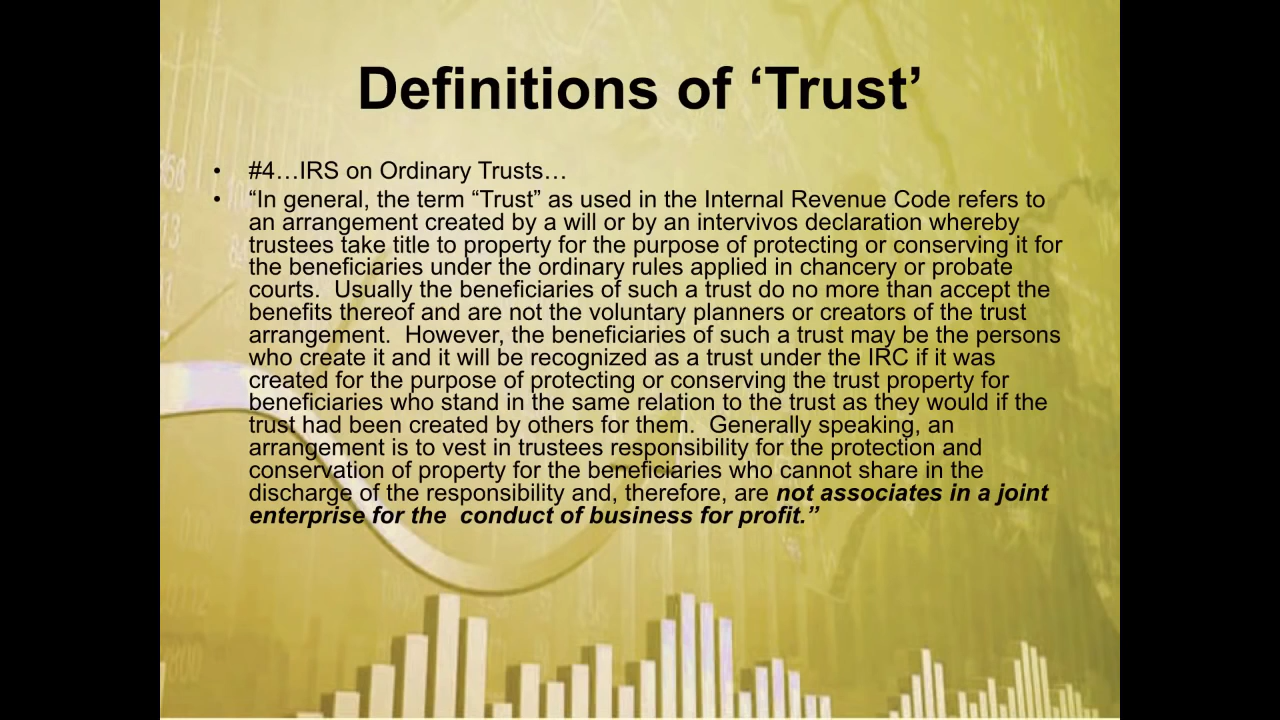 Definitions of ‘Trust’
• #4…IRS on Ordinary Trusts…
• “In general, the term “Trust” as used in the Internal Revenue Code refers to
an arrangement created by a will or by an intervivos declaration whereby
trustees take title to property for the purpose of protecting or conserving it for
the beneficiaries under the ordinary rules applied in chancery or probate
courts.  Usually the beneficiaries of such a trust do no more than accept the
benefits thereof and are not the voluntary planners or creators of the trust
arrangement.  However, the beneficiaries of such a trust may be the persons
who create it and it will be recognized as a trust under the IRC if it was
created for the purpose of protecting or conserving the trust property for
beneficiaries who stand in the same relation to the trust as they would if the
trust had been created by others for them.  Generally speaking, an
arrangement is to vest in trustees responsibility for the protection and
conservation of property for the beneficiaries who cannot share in the
discharge of the responsibility and, therefore, are not associates in a joint
enterprise for the  conduct of business for profit.”